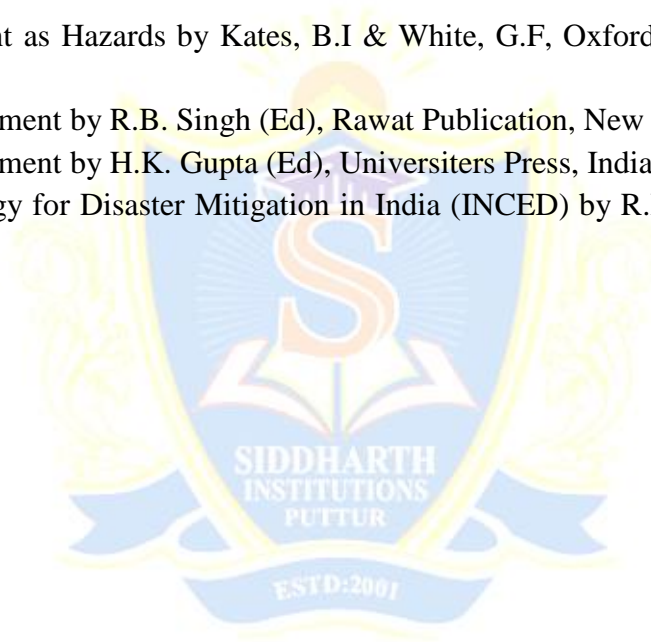 nt as Hazards by Kates, B.I & White, G.F, Oxford
ment by R.B. Singh (Ed), Rawat Publication, New
ment by H.K. Gupta (Ed), Universiters Press, India
gy for Disaster Mitigation in India (INCED) by R.
S
SIDDHARTH
INSTITUTIONS
PUTTUR
ESTD:2001